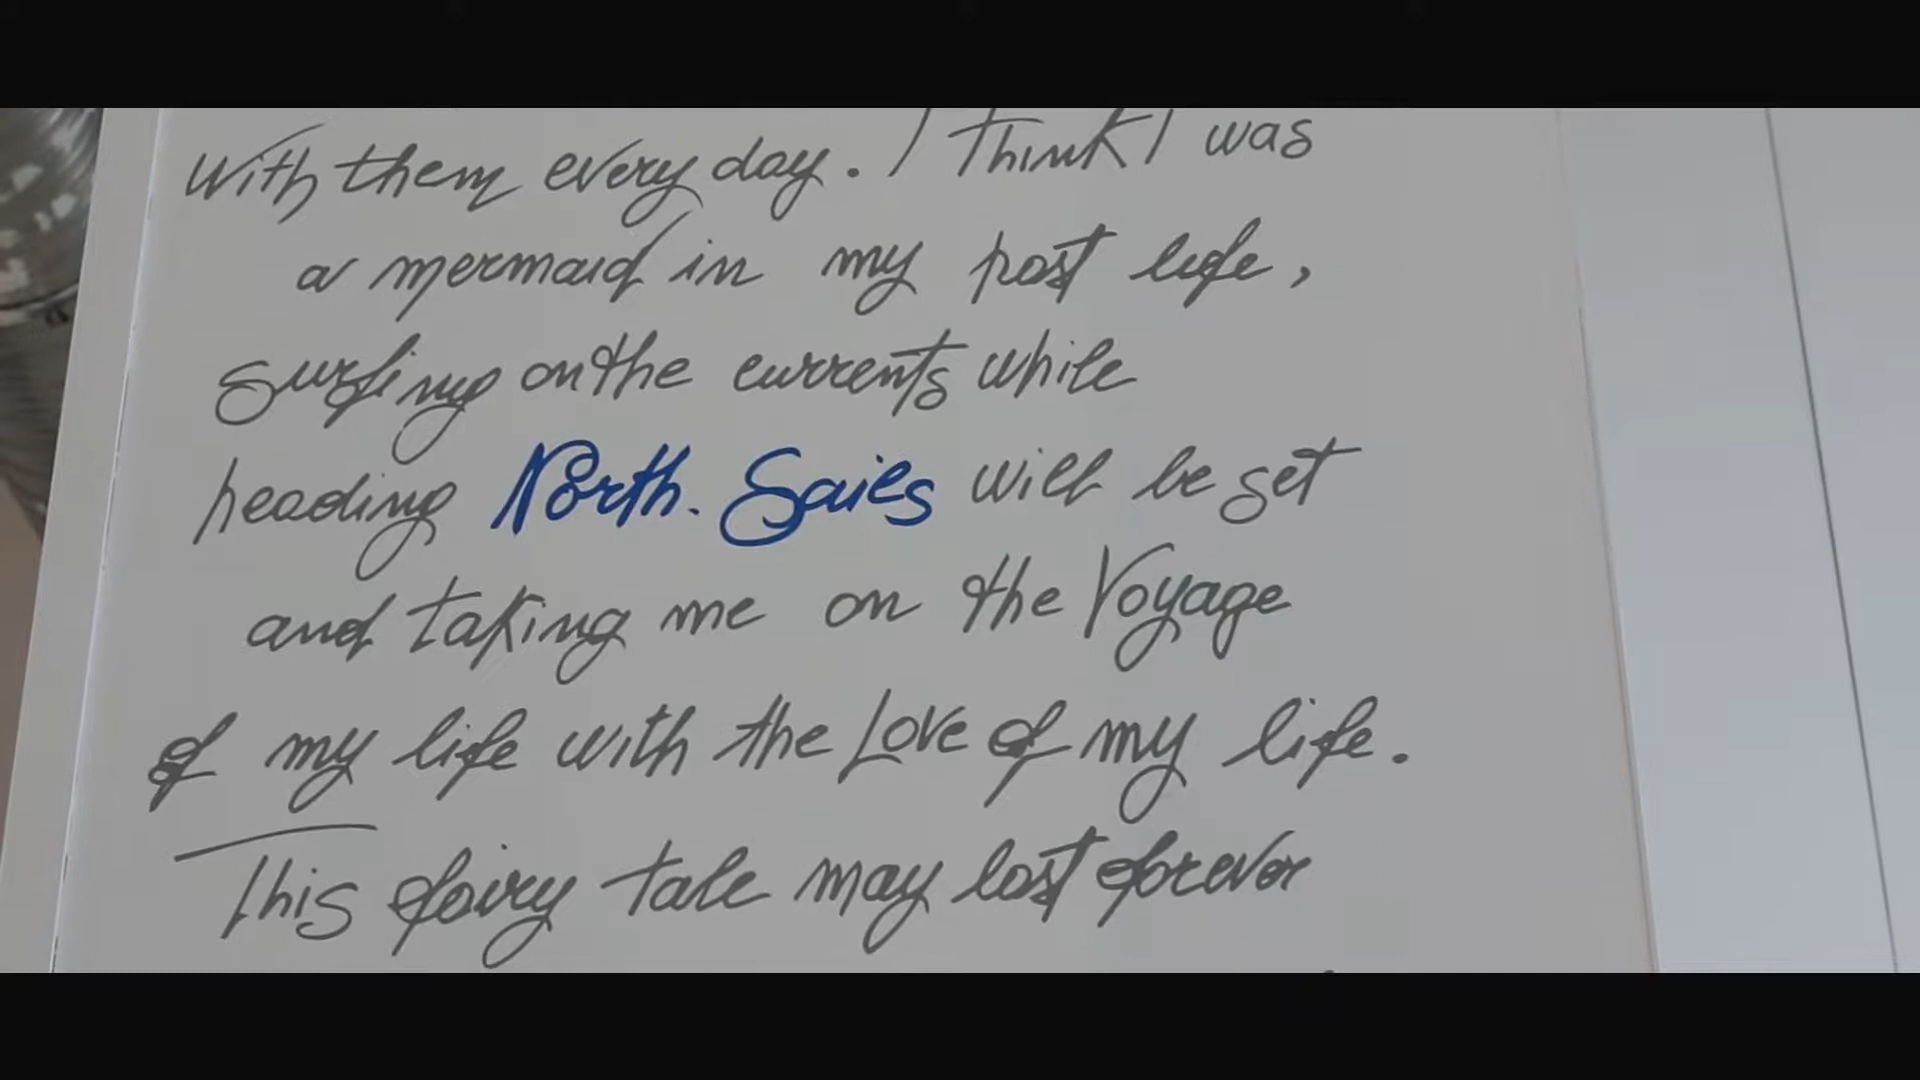 With them every day. I Think I was
a mermaid in my past life,
surfing on the currents while
heading North. Sails will be set
and taking me on the Voyage
of my life with the Love of my life.
This fairy tale may last forever